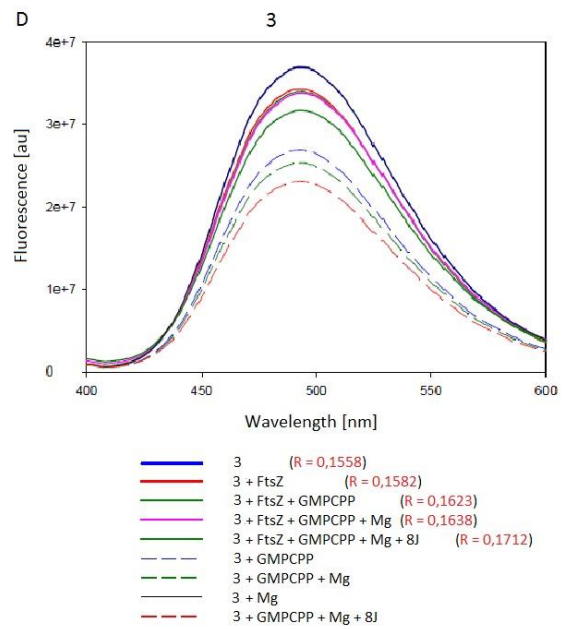 D 3
4e+7
3e+7
2e+7
1e+7
0
Fluorescence [au]
400 450 500 550 600
Wavelength [nm]
3 (R = 0,1558)
3 + FtsZ (R = 0,1582)
3 + FtsZ + GMPCPP (R = 0,1623)
3 + FtsZ + GMPCPP + Mg (R = 0,1638)
3 + FtsZ + GMPCPP + Mg + 8J (R = 0,1712)
3 + GMPCPP
3 + GMPCPP + Mg
3 + Mg
3 + GMPCPP + Mg + 8J